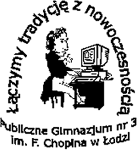 Łączymy tradycję z nowoczesnością
Publiczne Gimnazjum nr 3
im. F. Chopina w Łodzi